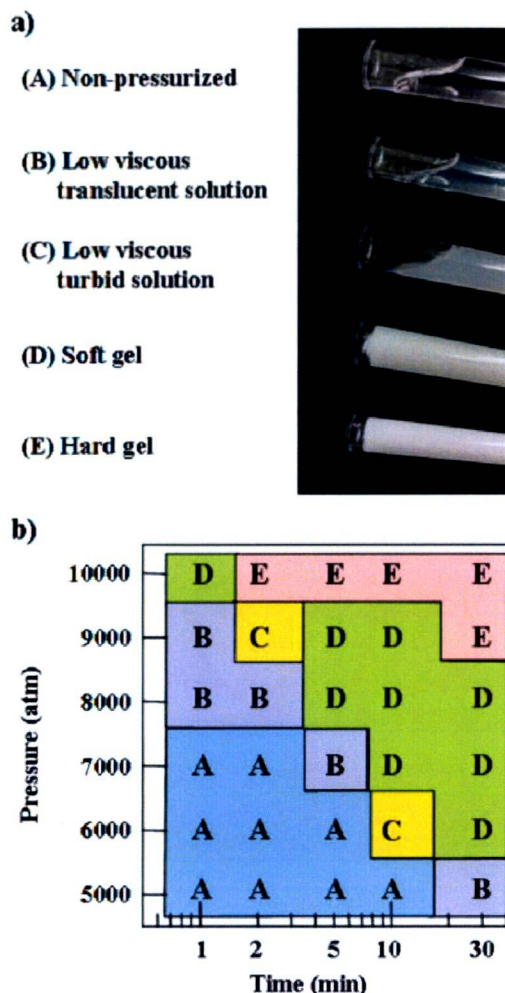 a)
(A) Non-pressurized
(B) Low viscous
translucent solution
(C) Low viscous
turbid solution
(D) Soft gel
(E) Hard gel
b)
10000 D E E E E
9000 B C D D E
8000 B B D D D
7000 A A B D D
6000 A A A C D
5000 A A A A B
Pressure (atm)
1 2 5 10 30
Time (min)